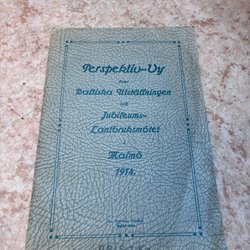 Perspektiv-Vy
över
Baltiska Utställningen
och
Jubileums-
Lantbruksmötet
Malmö
1914.